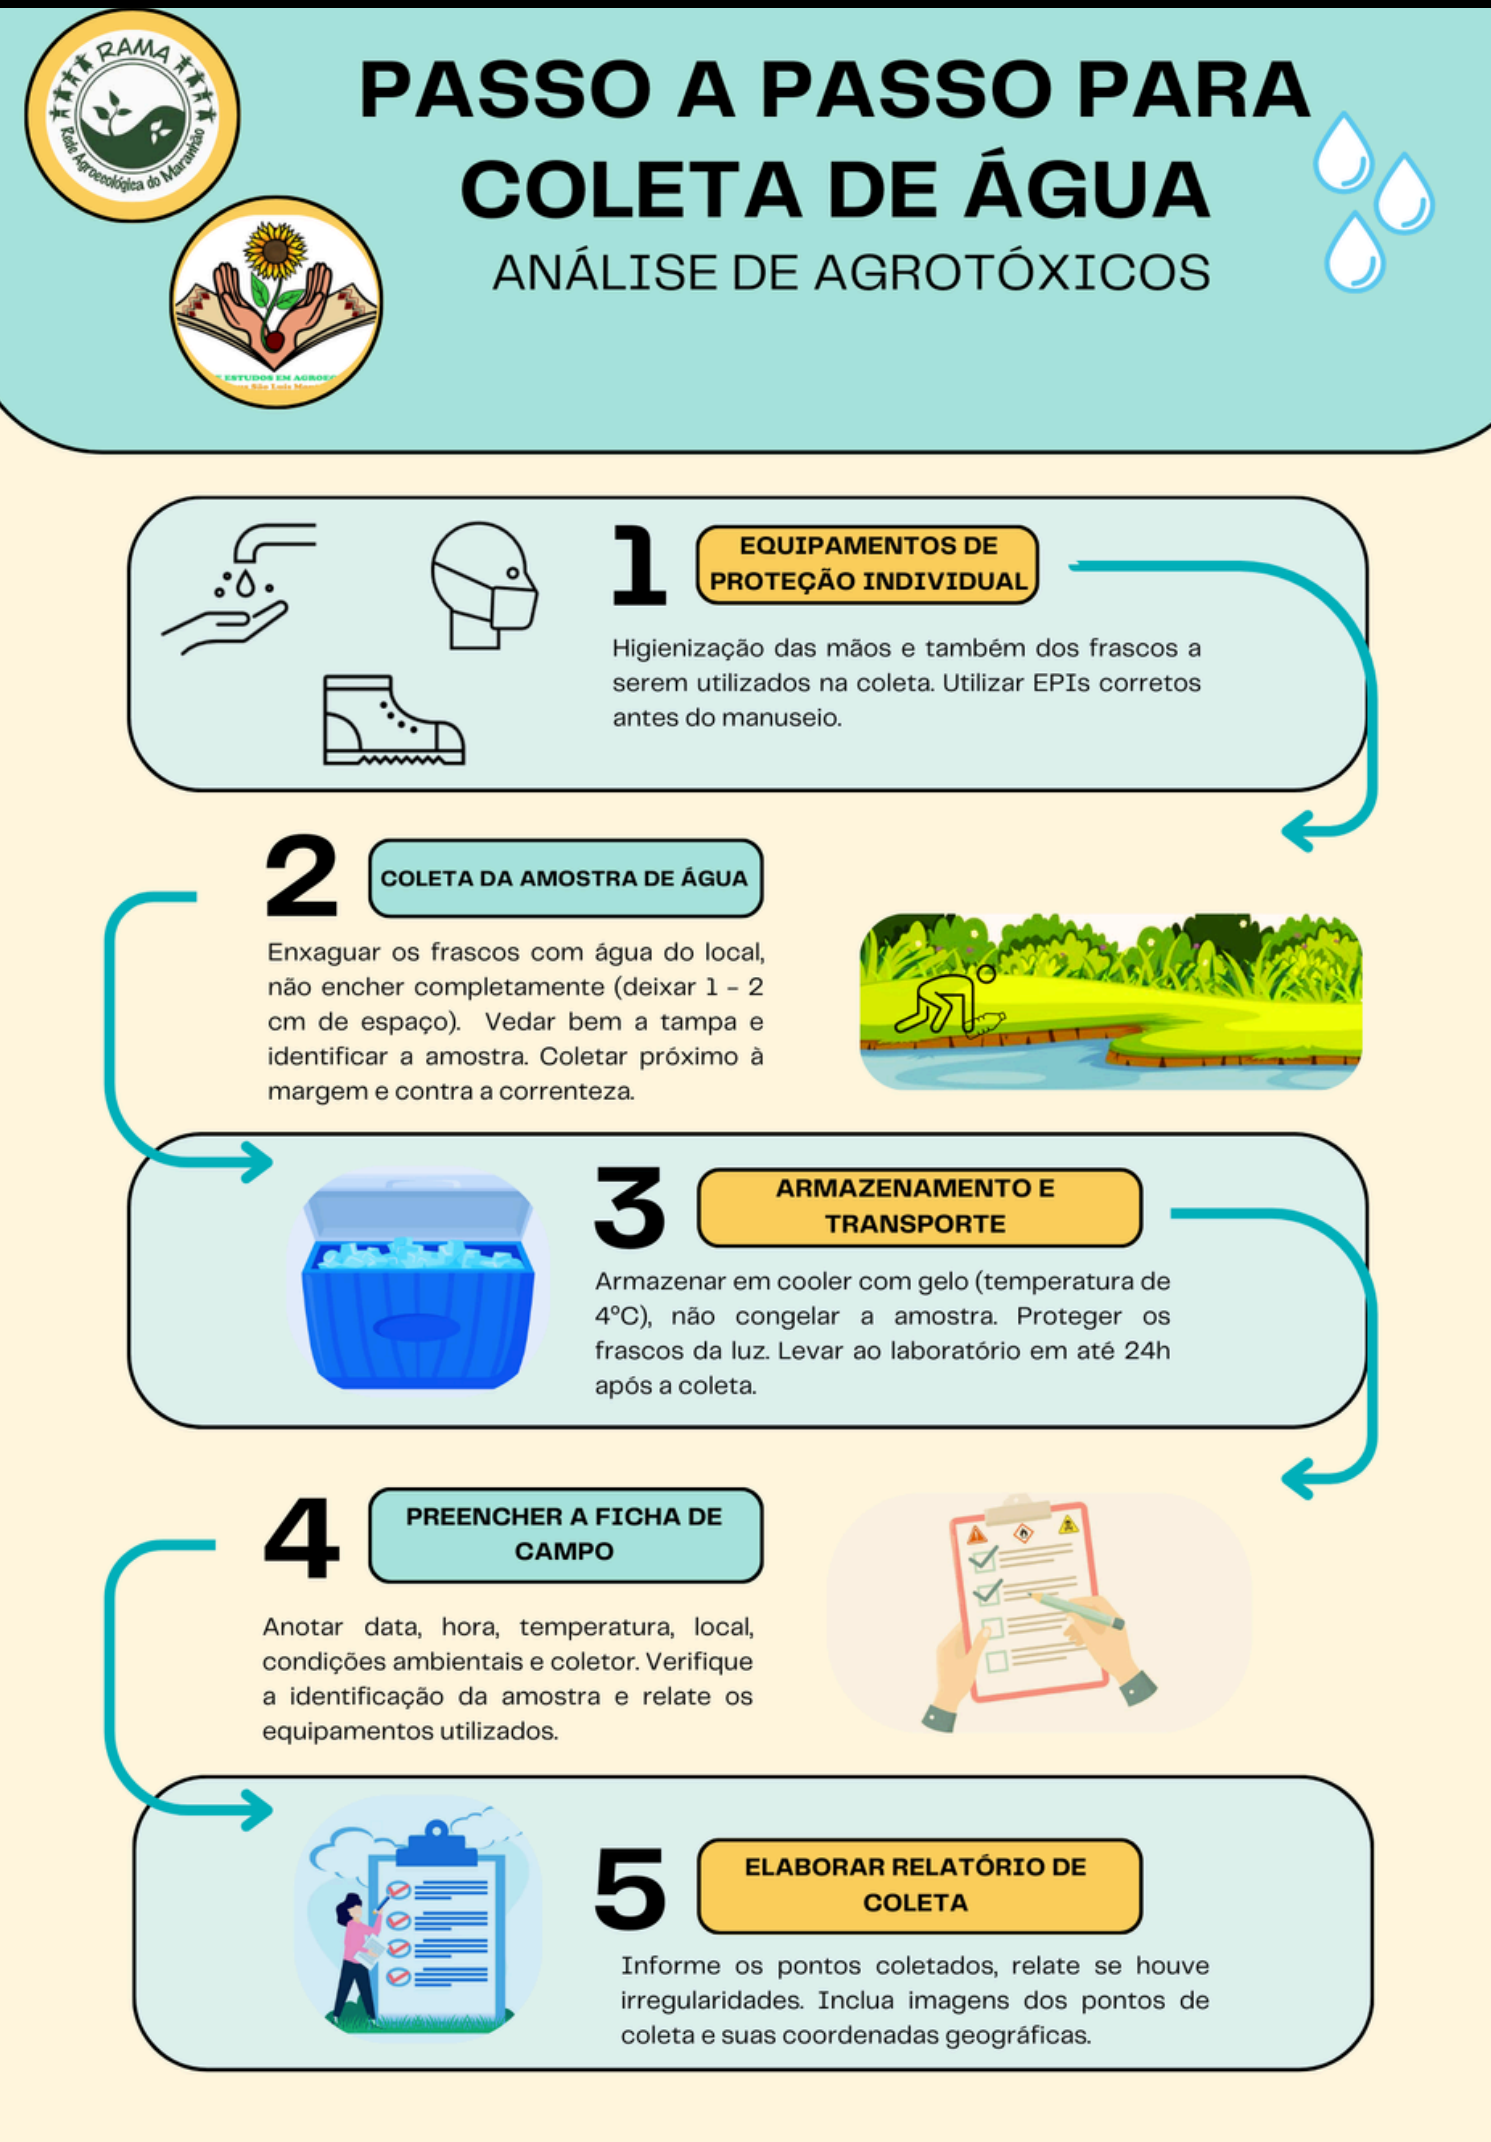 RAMA
Rede Agroecológica do Maranhão
PASSO A PASSO PARA
COLETA DE ÁGUA
ANÁLISE DE AGROTÓXICOS
ESTUDOS EM
São Luís
1
EQUIPAMENTOS DE
PROTEÇÃO INDIVIDUAL
Higienização das mãos e também dos frascos a
serem utilizados na coleta. Utilizar EPIs corretos
antes do manuseio.
2
COLETA DA AMOSTRA DE ÁGUA
Enxaguar os frascos com água do local,
não encher completamente (deixar 1 - 2
cm de espaço). Vedar bem a tampa e
identificar a amostra. Coletar próximo à
margem e contra a correnteza.
3
ARMAZENAMENTO E
TRANSPORTE
Armazenar em cooler com gelo (temperatura de
4°C), não congelar a amostra. Proteger os
frascos da luz. Levar ao laboratório em até 24h
após a coleta.
4
PREENCHER A FICHA DE
CAMPO
Anotar data, hora, temperatura, local,
condições ambientais e coletor. Verifique
a identificação da amostra e relate os
equipamentos utilizados.
5
ELABORAR RELATÓRIO DE
COLETA
Informe os pontos coletados, relate se houve
irregularidades. Inclua imagens dos pontos de
coleta e suas coordenadas geográficas.